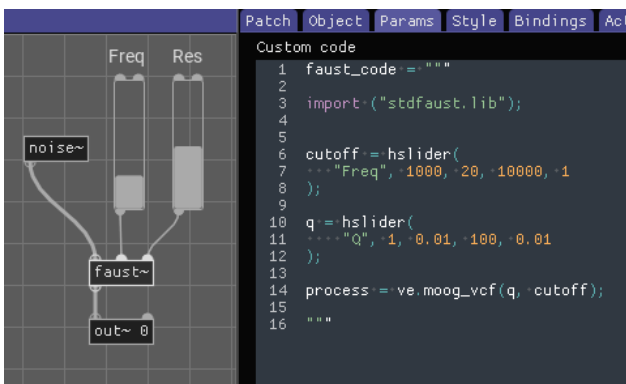 Freq Res
noise~
faust~
out~ 0
Patch Object Params Style Bindings Ac
Custom code
1 faust_code = """
2
3 import ("stdfaust.lib");
4
5
6 cutoff = hslider(
7 "Freq", 1000, 20, 10000, 1
8 );
9
10 q = hslider(
11 "Q", 1, 0.01, 100, 0.01
12 );
13
14 process = ve.moog_vcf(q, cutoff);
15
16 """